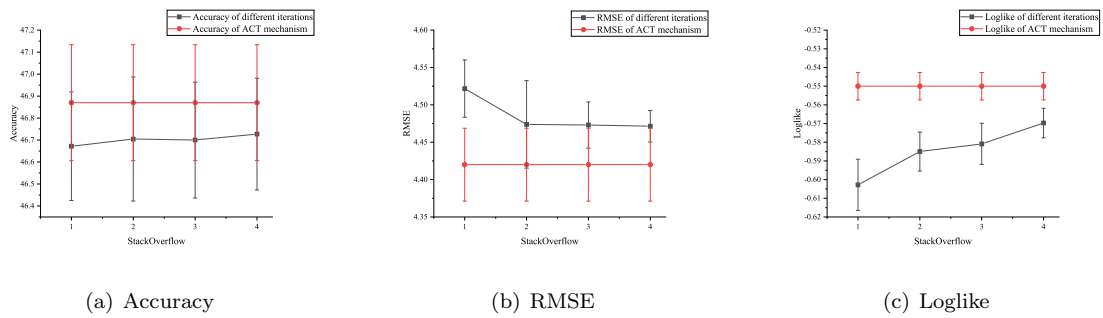 Accuracy of different iterations
Accuracy of ACT mechanism
47.2
47.1
47.0
46.9
46.8
46.7
46.6
46.5
46.4
Accuracy
1 2 3 4
StackOverflow
(a) Accuracy
RMSE of different iterations
RMSE of ACT mechanism
4.60
4.55
4.50
4.45
4.40
4.35
RMSE
1 2 3 4
StackOverflow
(b) RMSE
Loglike of different iterations
Loglike of ACT mechanism
-0.52
-0.53
-0.54
-0.55
-0.56
-0.57
-0.58
-0.59
-0.60
-0.61
-0.62
Loglike
1 2 3 4
StackOverflow
(c) Loglike